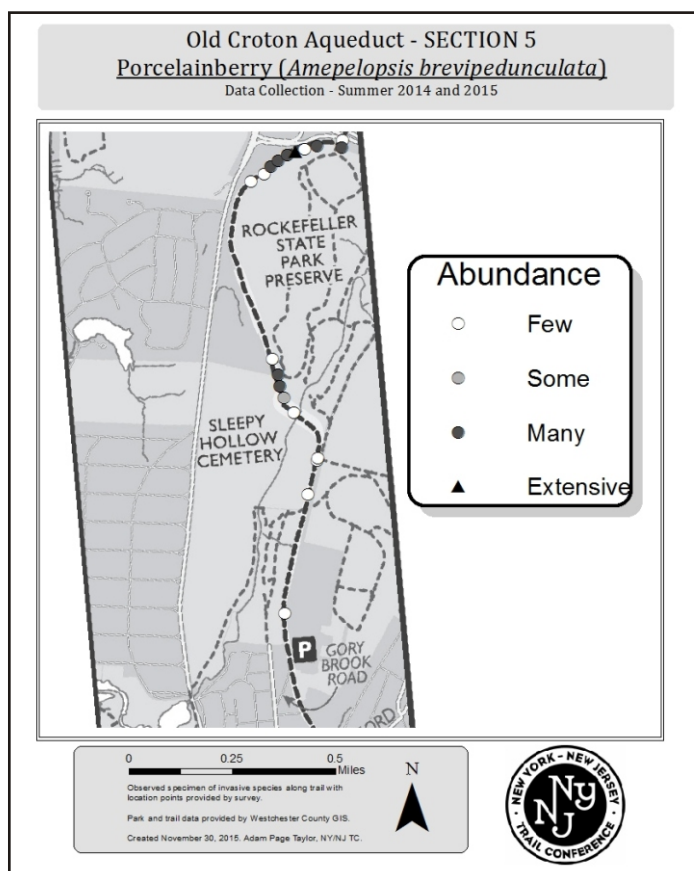 Old Croton Aqueduct - SECTION 5
Porcelainberry (Amepelopsis brevipedunculata)
Data Collection - Summer 2014 and 2015
ROCKEFELLER
STATE
PARK
PRESERVE
SLEEPY
HOLLOW
CEMETERY
P
GORY
BROOK
ROAD
ORD
Abundance
Few
Some
Many
Extensive
0 0.25 0.5
Miles
Observed specimen of invasive species along trail with
location points provided by survey.
Park and trail data provided by Westchester County GIS.
Created November 30, 2015. Adam Page Taylor, NY/NJ TC.
N
NEW YORK - NEW JERSEY
NY
NJ
TRAIL CONFERENCE